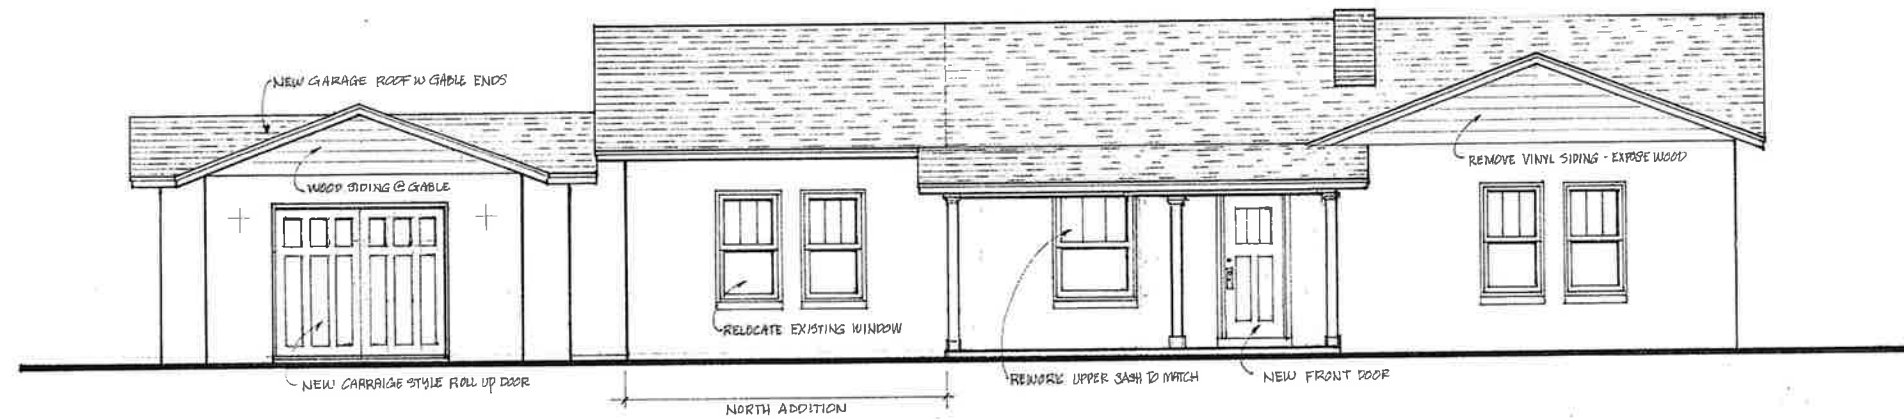 NEW GARAGE ROOF W GABLE ENDS
REMOVE VINYL SIDING - EXPOSE WOOD
WOOD SIDING @ GABLE
RELOCATE EXISTING WINDOW
NEW CARRAIGE STYLE ROLL UP DOOR
REWORK UPPER SASH TO MATCH
NEW FRONT DOOR
NORTH ADDITION